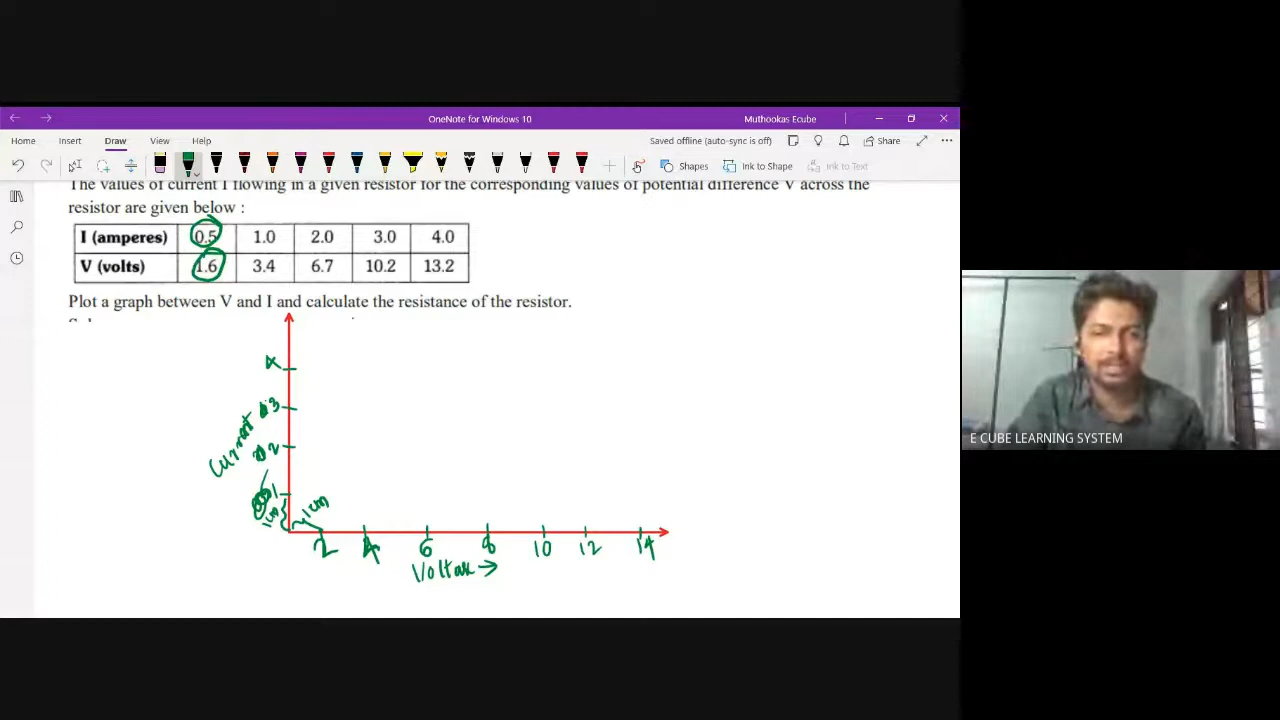 OneNote for Windows 10
Muthookas Ecube
Home Insert Draw View Help
Saved offline (auto-sync is off)
Share
Shapes
Ink to Shape
Ink to Text
The values of current I flowing in a given resistor for the corresponding values of potential difference V across the
resistor are given below :
I (amperes) 0.5 1.0 2.0 3.0 4.0
V (volts) 1.6 3.4 6.7 10.2 13.2
Plot a graph between V and I and calculate the resistance of the resistor.
4
3
Current
2
1
1cm
1cm
2 4 6 8 10 12 14
E CUBE LEARNING SYSTEM